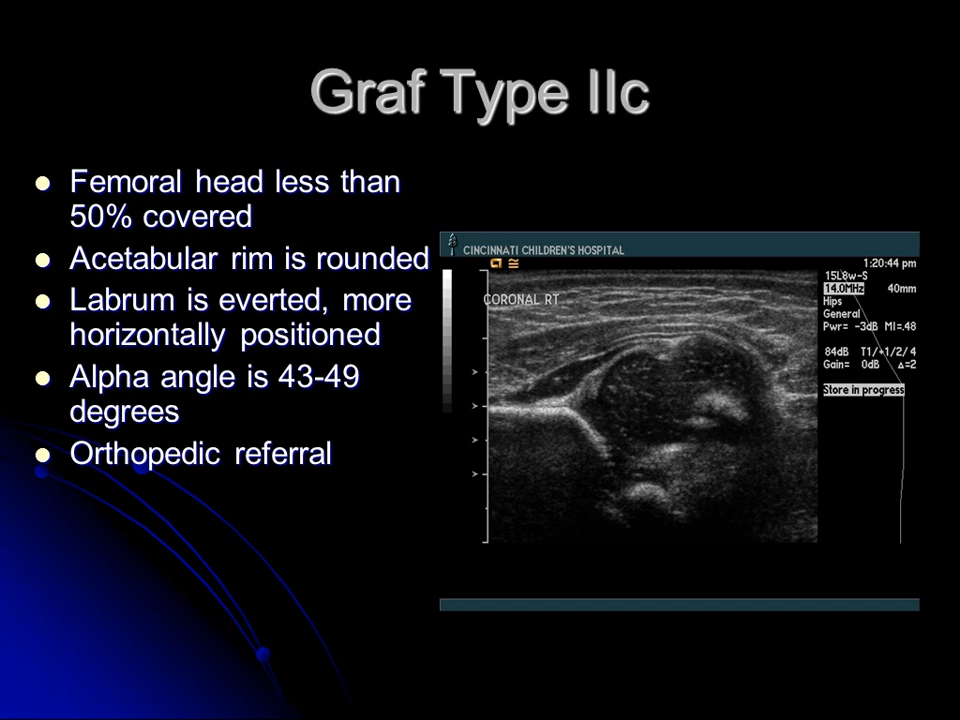 Graf Type IIc
Femoral head less than
50% covered
Acetabular rim is rounded
Labrum is everted, more
horizontally positioned
Alpha angle is 43-49
degrees
Orthopedic referral
CINCINNATI CHILDREN'S HOSPITAL
1:20:44 pm
CORONAL RT
15L8w-S
14.0MHz 40mm
Hips
General
Pwr= -3dB MI=.48
84dB T1/+1/2/4
Gain= 0dB Δ=2
Store in progress